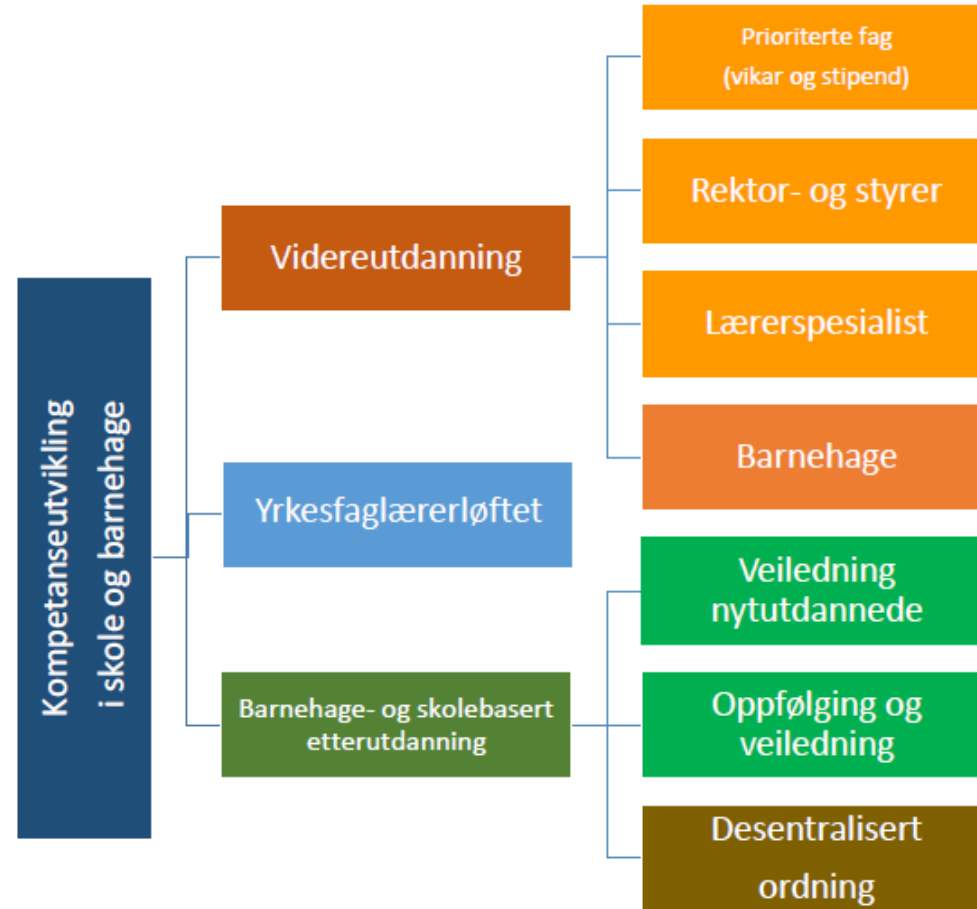 Kompetanseutvikling
i skole og barnehage
Videreutdanning
Prioriterte fag
(vikar og stipend)
Rektor- og styrer
Lærerspesialist
Barnehage
Yrkesfaglærerløftet
Barnehage- og skolebasert
etterutdanning
Veiledning
nytutdannede
Oppfølging og
veiledning
Desentralisert
ordning